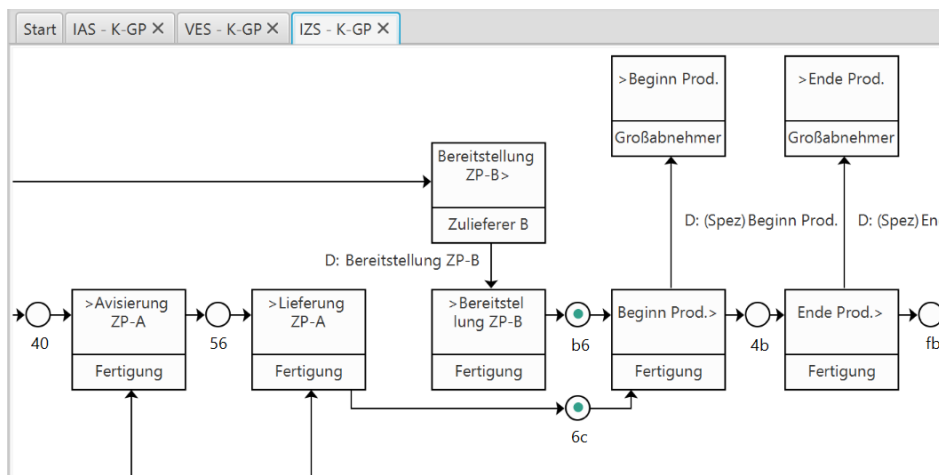 Start
IAS - K-GP
VES - K-GP
IZS - K-GP
>Beginn Prod.
Großabnehmer
>Ende Prod.
Großabnehmer
Bereitstellung
ZP-B>
Zulieferer B
D: (Spez)Beginn Prod.
D: (Spez)En
D: Bereitstellung ZP-B
40
>Avisierung
ZP-A
Fertigung
56
>Lieferung
ZP-A
Fertigung
>Bereitstel
lung ZP-B
Fertigung
b6
6c
Beginn Prod.>
Fertigung
4b
Ende Prod.>
Fertigung
fb